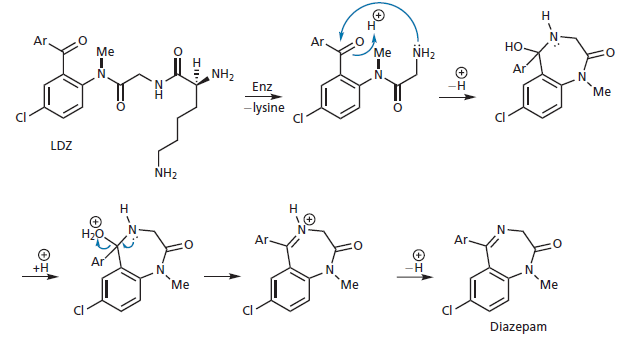 Ar O Me O H NH₂
N N H O
Cl
LDZ
NH₂
Enz
–lysine
Ar O H ⊕ Me N̈H₂
N O
Cl
⊕
–H
H
HO N O
Ar N
Me
Cl
⊕
+H
⊕ H
H₂O N O
Ar N
Me
Cl
H
N ⊕
Ar O
N
Me
Cl
⊕
–H
Ar N O
N
Me
Cl
Diazepam